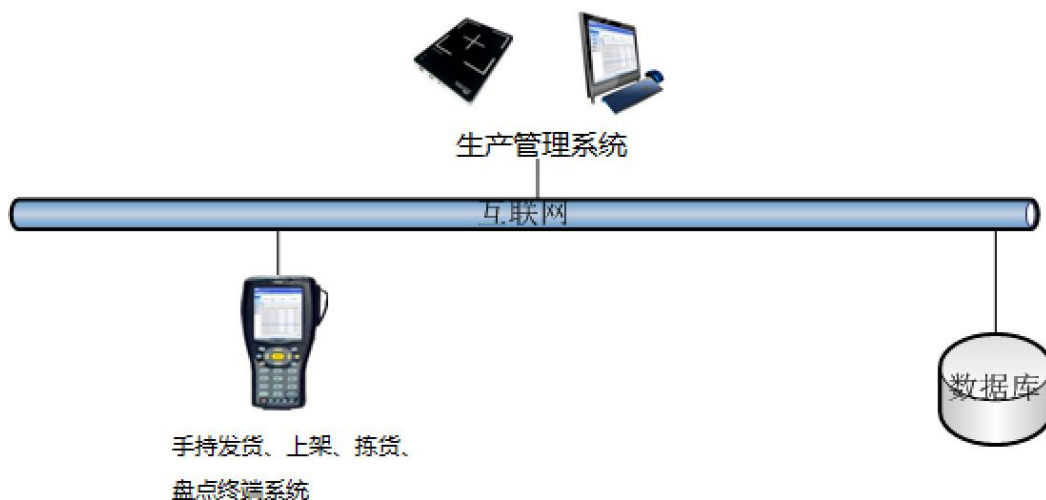 生产管理系统
互联网
数据库
手持发货、上架、拣货、
盘点终端系统